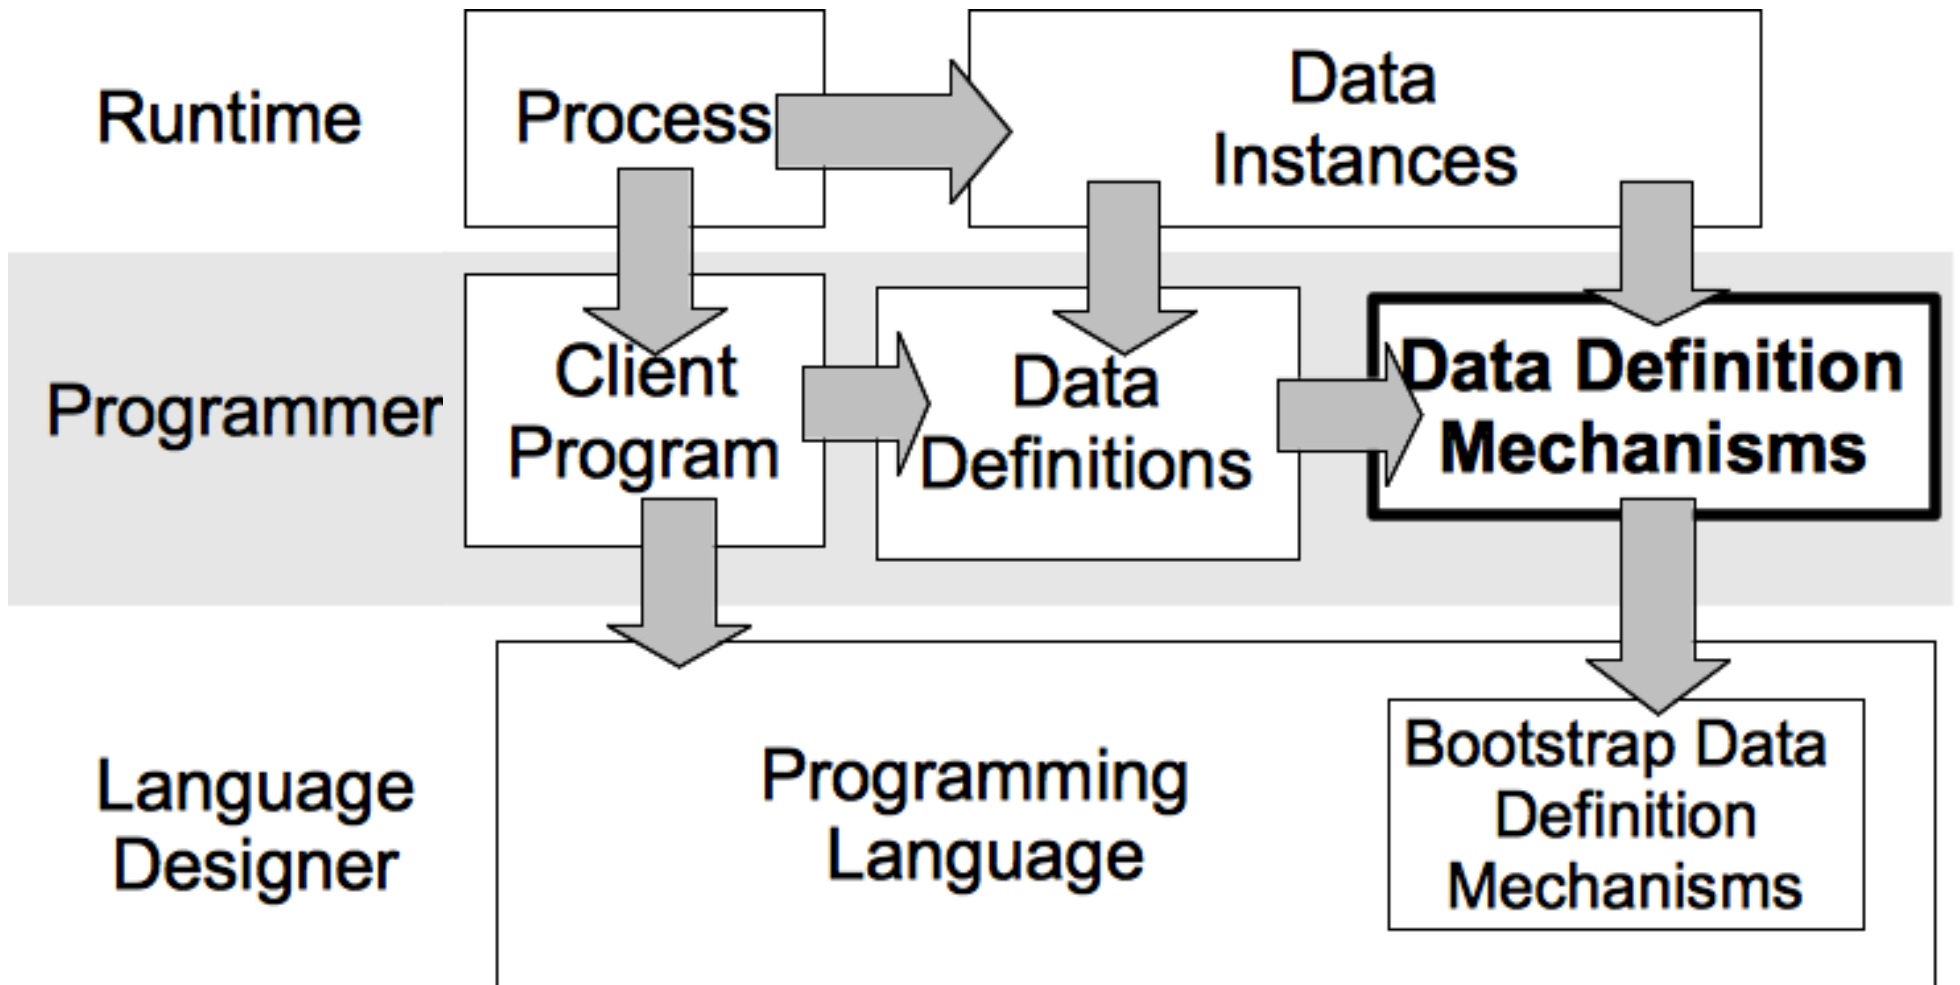 Runtime
Process
Data
Instances
Programmer
Client
Program
Data
Definitions
Data Definition
Mechanisms
Language
Designer
Programming
Language
Bootstrap Data
Definition
Mechanisms